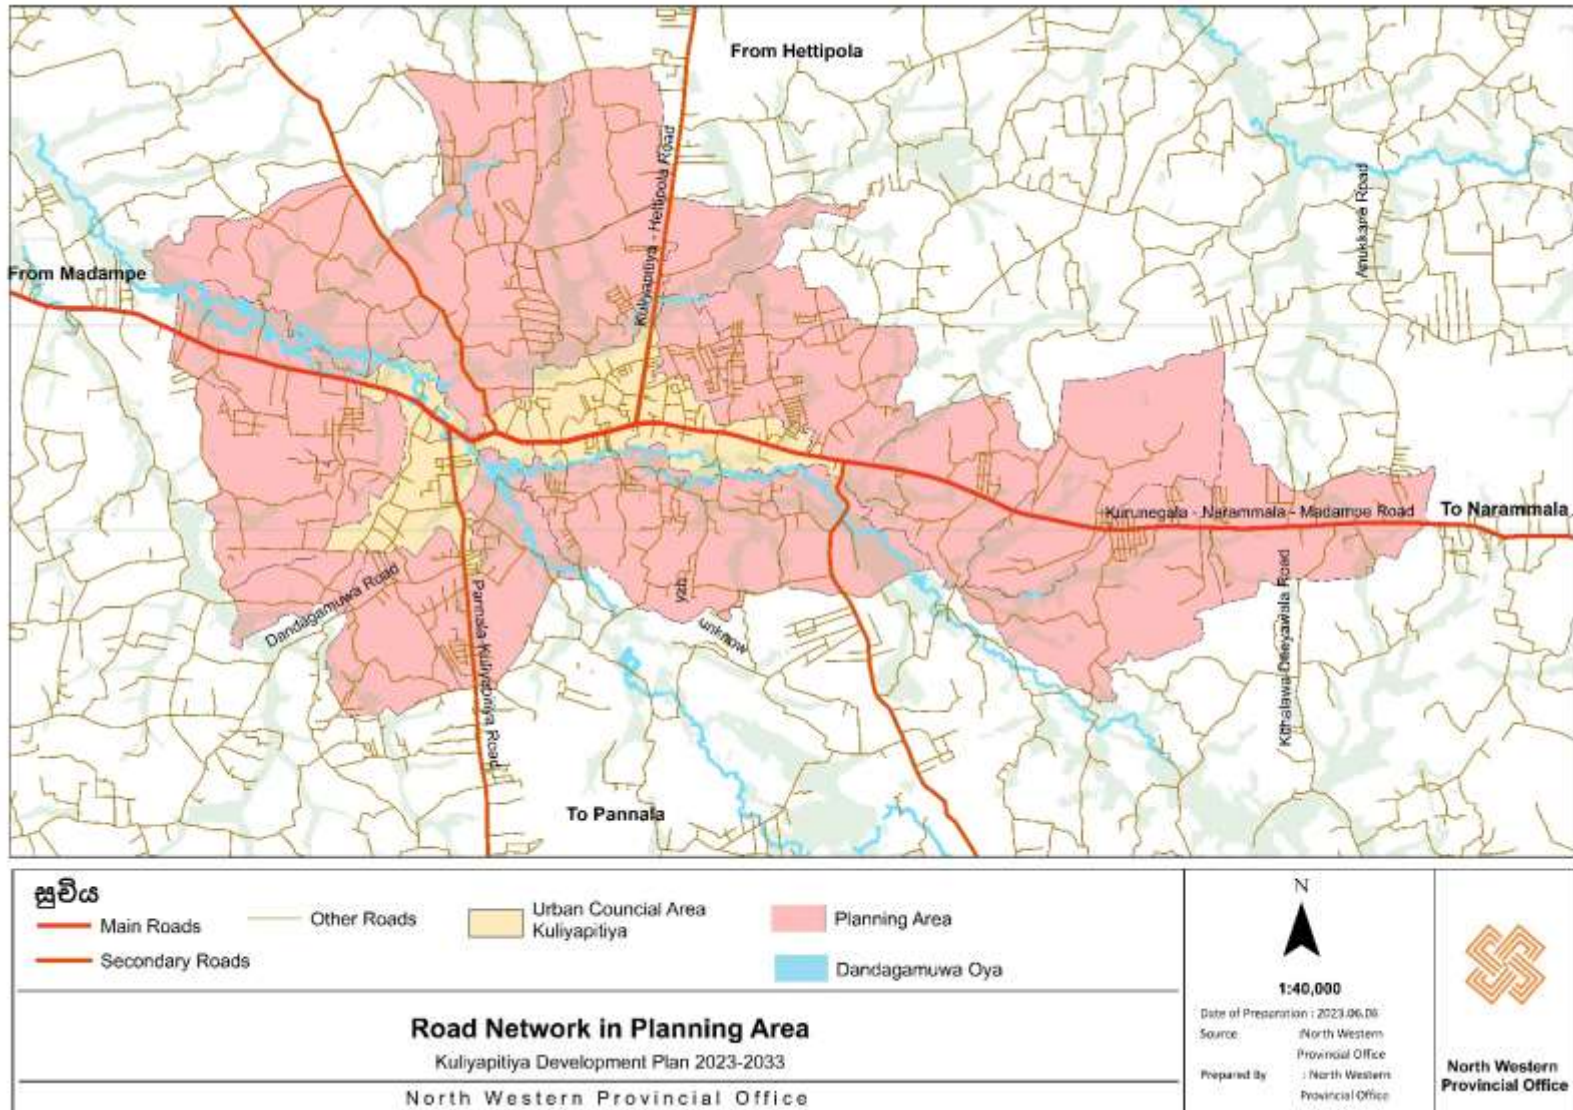 From Hettipola
Kuliyapitiya - Hettipola Road
Anukkane Road
From Madampe
Kurunegala - Narammala - Madampe Road
To Narammala
Dandagamuwa Road
Pannala Kuliyapitiya Road
yzh
unknow
Kithalawa-Deeyawala Road
To Pannala
සූචිය
Main Roads
Secondary Roads
Other Roads
Urban Councial Area
Kuliyapitiya
Planning Area
Dandagamuwa Oya
Road Network in Planning Area
Kuliyapitiya Development Plan 2023-2033
North Western Provincial Office
N
1:40,000
Date of Preparation : 2023.06.06
Source :North Western
Provincial Office
Prepared By : North Western
Provincial Office
North Western
Provincial Office